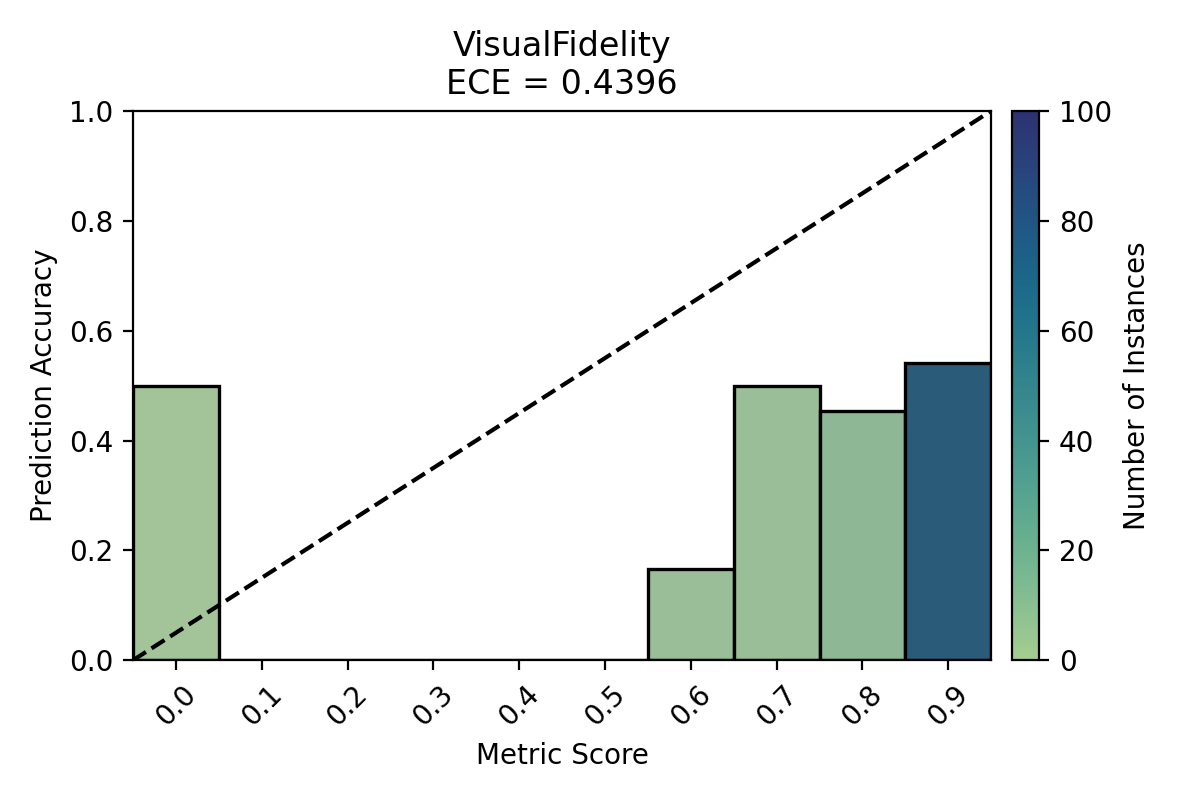 VisualFidelity
ECE = 0.4396
Prediction Accuracy
1.0
0.8
0.6
0.4
0.2
0.0
0.0 0.1 0.2 0.3 0.4 0.5 0.6 0.7 0.8 0.9
Metric Score
100
80
60
40
20
0
Number of Instances